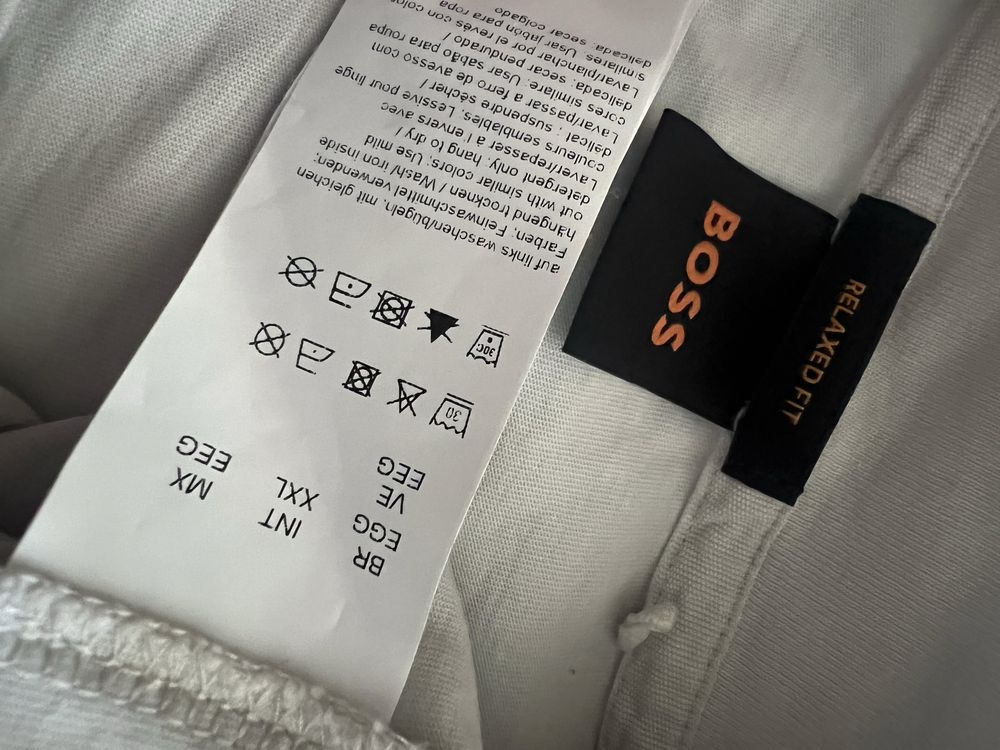 BOSS
RELAXED FIT
BR INT MX
EGG XXL EEG
VE
EEG
30
30C
auf links waschen/bügeln, mit gleichen
Farben, Feinwaschmittel verwenden;
hängend trocknen / Wash/ iron inside
out with similar colors, Use mild
detergent only, hang to dry/
Laver/repasser à l envers avec
couleurs semblables, Lessive pour linge
délicat ; suspendre sécher /
Lavar/passar a ferro de avesso com
cores similare, Usar salão para roupa
delicada, secar pendurado /
Lavar/planchar por el revés con
similares, Usar jabón para ropa
delicada; secar colgado